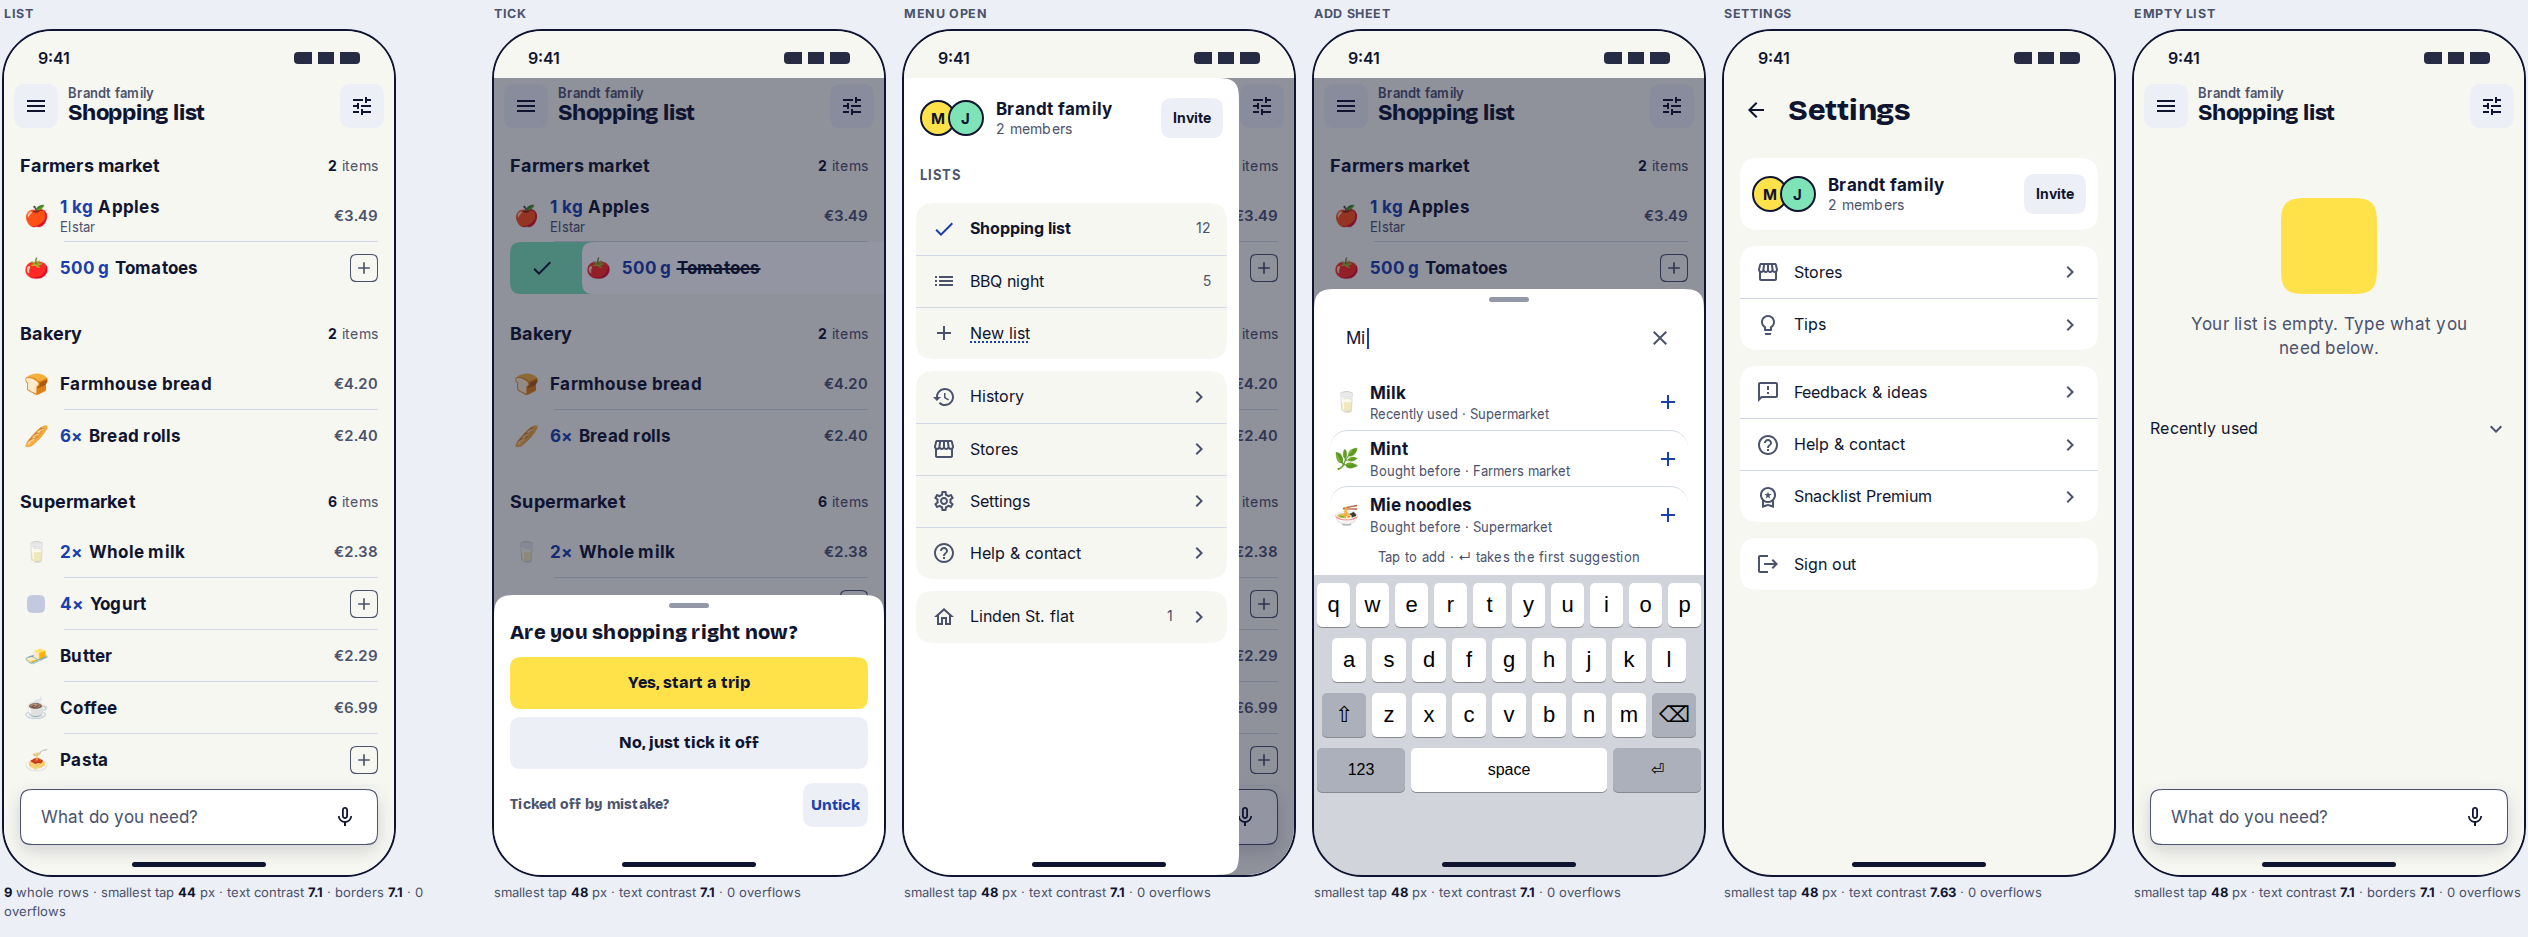 LIST
9:41
Brandt family
Shopping list
Farmers market 2 items
1 kg Apples €3.49
Elstar
500 g Tomatoes
Bakery 2 items
Farmhouse bread €4.20
6× Bread rolls €2.40
Supermarket 6 items
2× Whole milk €2.38
4× Yogurt
Butter €2.29
Coffee €6.99
Pasta
What do you need?
9 whole rows · smallest tap 44 px · text contrast 7.1 · borders 7.1 · 0
overflows
TICK
9:41
Brandt family
Shopping list
Farmers market 2 items
1 kg Apples €3.49
Elstar
500 g Tomatoes
Bakery 2 items
Farmhouse bread €4.20
6× Bread rolls €2.40
Supermarket 6 items
2× Whole milk €2.38
Are you shopping right now?
Yes, start a trip
No, just tick it off
Ticked off by mistake? Untick
smallest tap 48 px · text contrast 7.1 · 0 overflows
MENU OPEN
9:41
M J Brandt family Invite
2 members
LISTS
items
Shopping list 12
€3.49
BBQ night 5
New list
items
History
€4.20
Stores
€2.40
Settings
items
Help & contact
€2.38
Linden St. flat 1
€2.29
€6.99
smallest tap 48 px · text contrast 7.1 · 0 overflows
ADD SHEET
9:41
Brandt family
Shopping list
Farmers market 2 items
1 kg Apples €3.49
Elstar
500 g Tomatoes
Mi
Milk
Recently used · Supermarket
Mint
Bought before · Farmers market
Mie noodles
Bought before · Supermarket
Tap to add · ↵ takes the first suggestion
q w e r t y u i o p
a s d f g h j k l
⇧ z x c v b n m ⌫
123 space ⏎
smallest tap 48 px · text contrast 7.1 · 0 overflows
SETTINGS
9:41
Settings
M J Brandt family Invite
2 members
Stores
Tips
Feedback & ideas
Help & contact
Snacklist Premium
Sign out
smallest tap 48 px · text contrast 7.63 · 0 overflows
EMPTY LIST
9:41
Brandt family
Shopping list
Your list is empty. Type what you
need below.
Recently used
What do you need?
smallest tap 48 px · text contrast 7.1 · borders 7.1 · 0 overflows